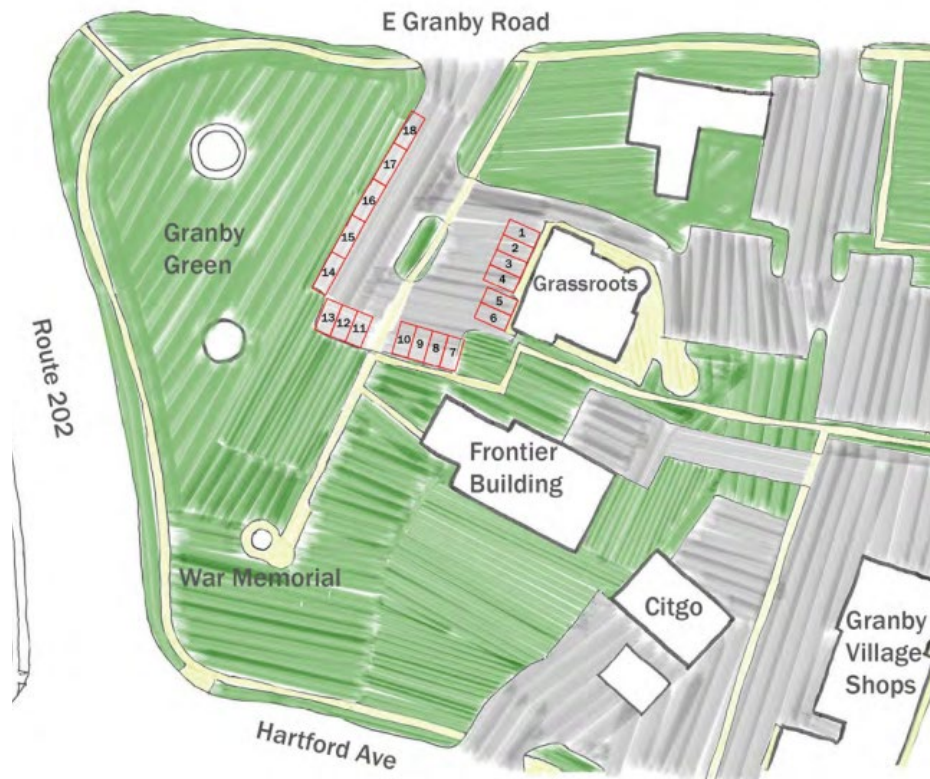 E Granby Road
18
17
16
15
14
13 12 11
10 9 8 7
1
2
3
4
5
6
Granby
Green
Grassroots
Route 202
Frontier
Building
War Memorial
Citgo
Granby
Village
Shops
Hartford Ave